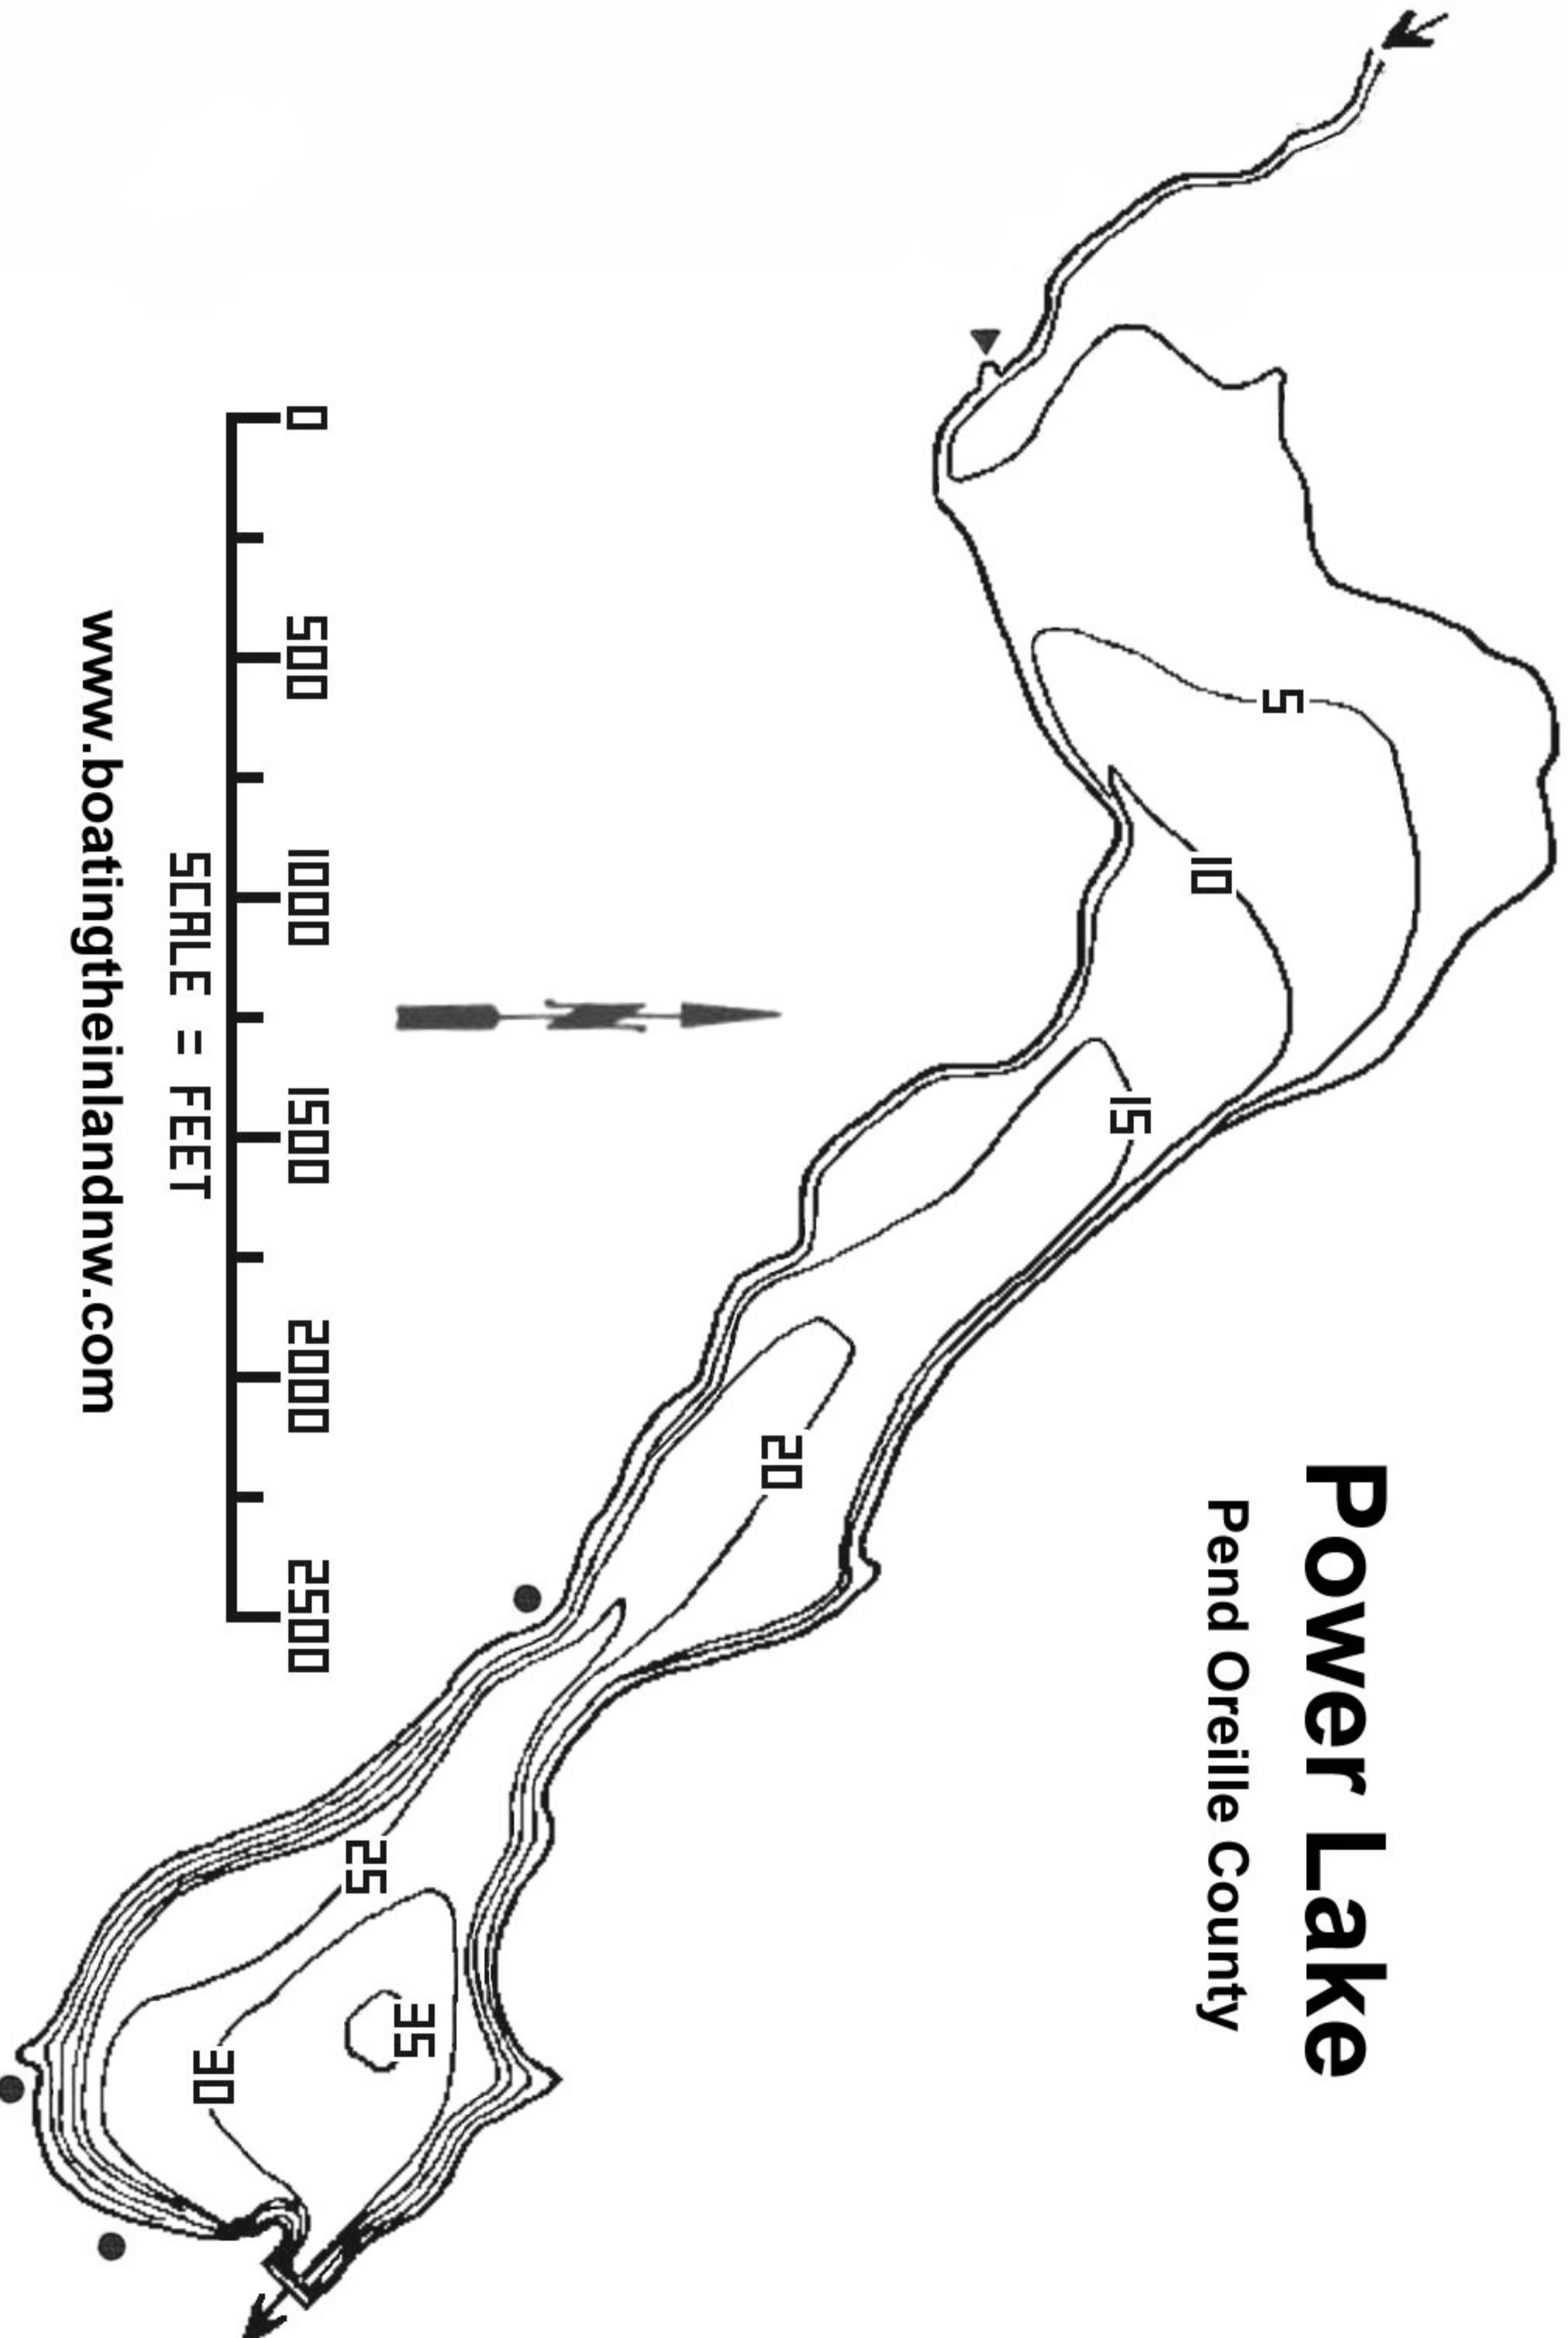 Power Lake
Pend Oreille County
5
10
15
20
25
30
35
0 500 1000 1500 2000 2500
SCALE = FEET
www.boatingtheinlandnw.com